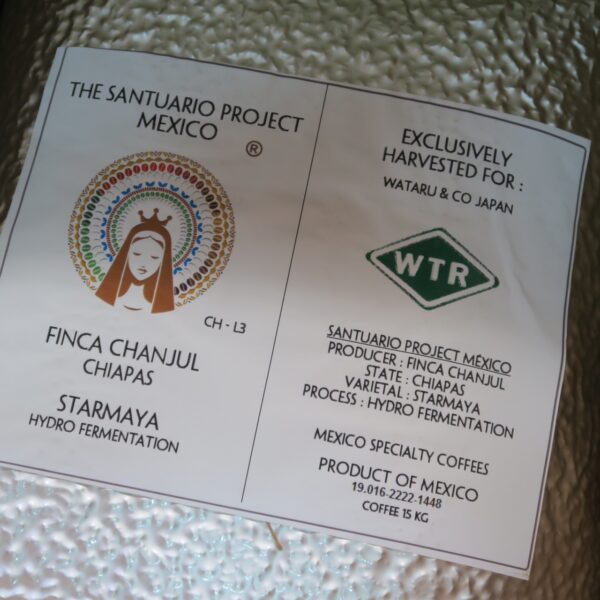 THE SANTUARIO PROJECT
MEXICO
®
CH - L3
FINCA CHANJUL
CHIAPAS
STARMAYA
HYDRO FERMENTATION
EXCLUSIVELY
HARVESTED FOR :
WATARU & CO JAPAN
WTR
SANTUARIO PROJECT MEXICO
PRODUCER : FINCA CHANJUL
STATE : CHIAPAS
VARIETAL : STARMAYA
PROCESS : HYDRO FERMENTATION
MEXICO SPECIALTY COFFEES
PRODUCT OF MEXICO
19.016-2222-1448
COFFEE 15 KG